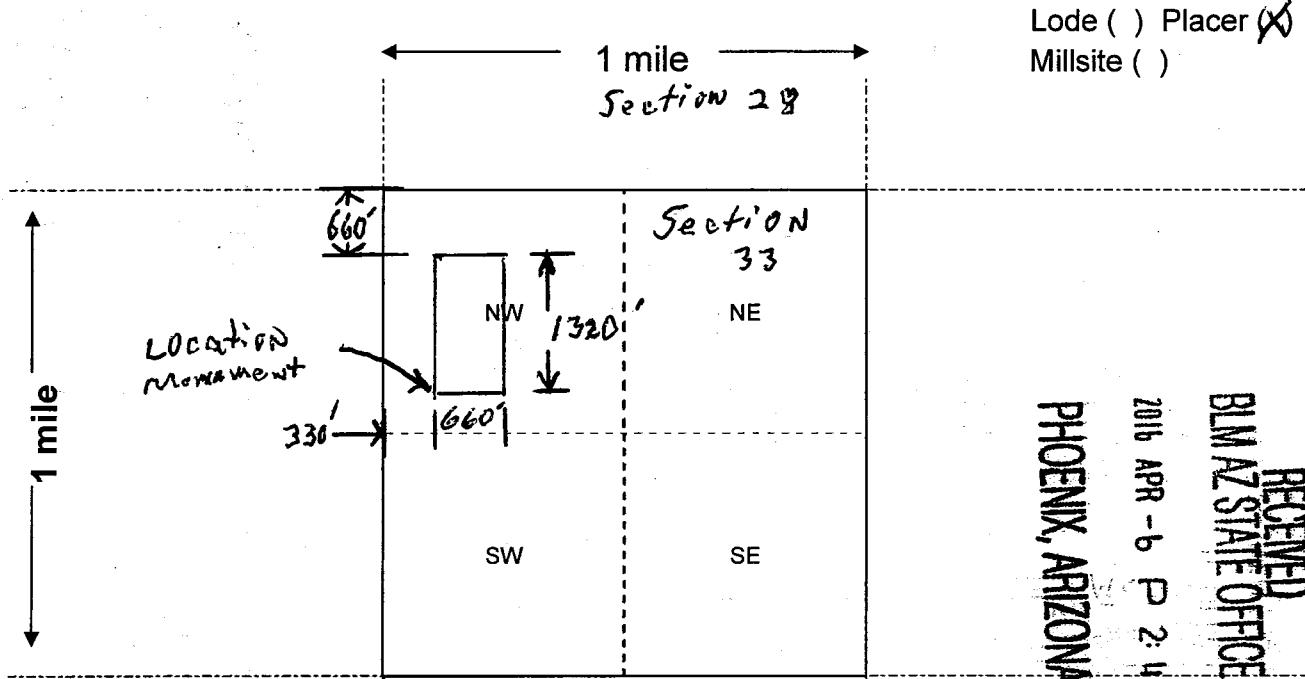 Lode ( ) Placer (X)
Millsite ( )
1 mile
Section 28
660'
Section
33
NW
1320'
NE
Location
Monument
1 mile
330'
660'
SW
SE
RECEIVED
BLM AZ STATE OFFICE
2016 APR -6 P 2:4
PHOENIX, ARIZONA